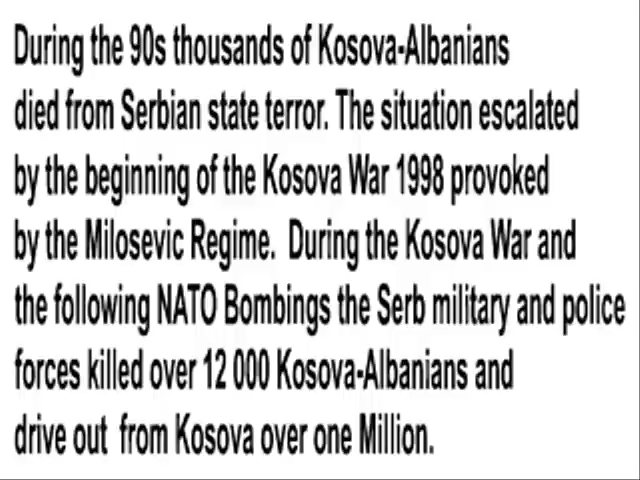 During the 90s thousands of Kosova-Albanians
died from Serbian state terror. The situation escalated
by the beginning of the Kosova War 1998 provoked
by the Milosevic Regime. During the Kosova War and
the following NATO Bombings the Serb military and police
forces killed over 12 000 Kosova-Albanians and
drive out from Kosova over one Million.